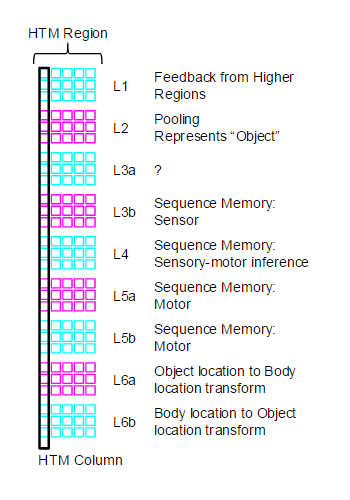 HTM Region
L1 Feedback from Higher
Regions
L2 Pooling
Represents “Object”
L3a ?
L3b Sequence Memory:
Sensor
L4 Sequence Memory:
Sensory-motor inference
L5a Sequence Memory:
Motor
L5b Sequence Memory:
Motor
L6a Object location to Body
location transform
L6b Body location to Object
location transform
HTM Column